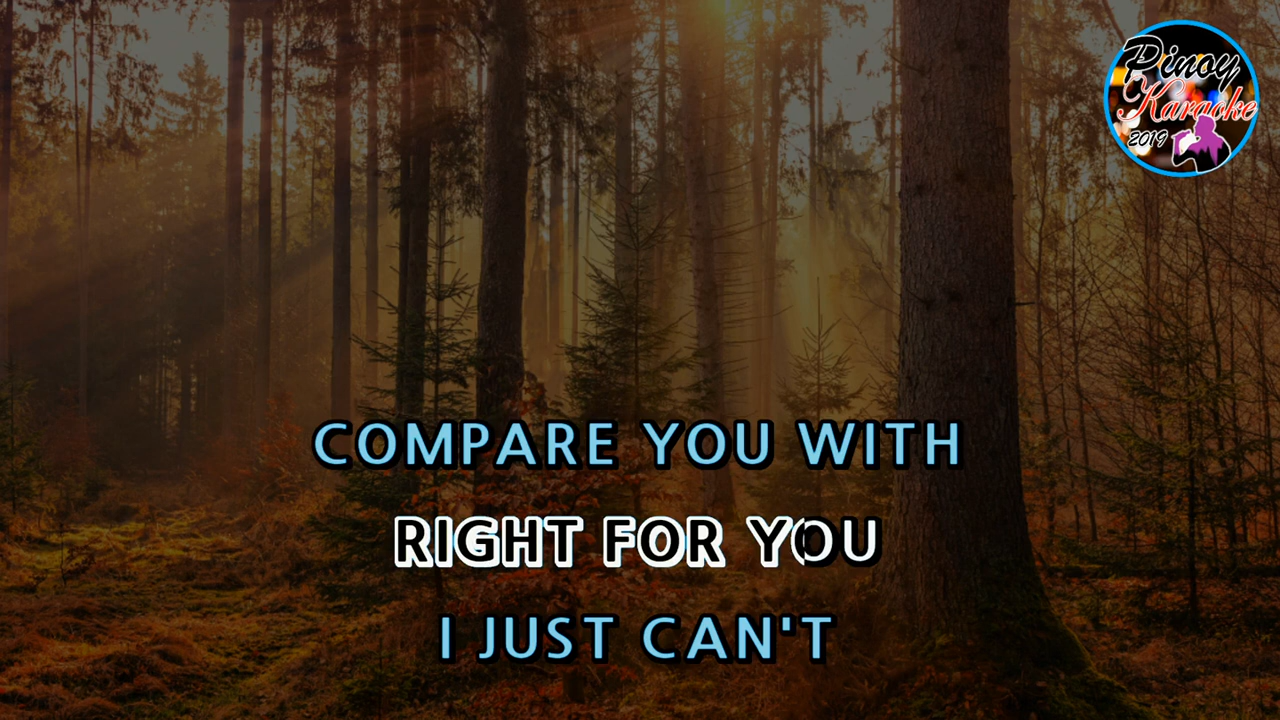 Pinoy
Karaoke
2019
COMPARE YOU WITH
RIGHT FOR YOU
I JUST CAN'T